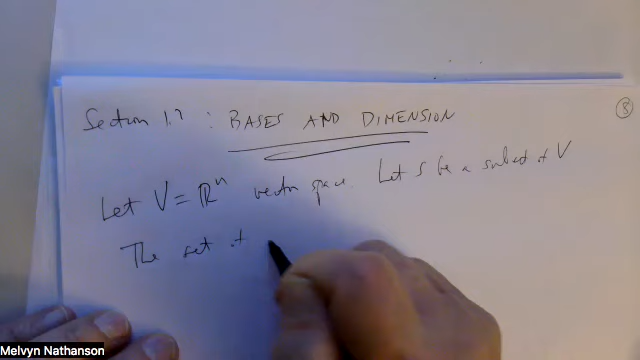 Section 1.7 : BASES AND DIMENSION
③
Let V = ℝⁿ vector space. Let S be a subset of V
The set of
Melvyn Nathanson